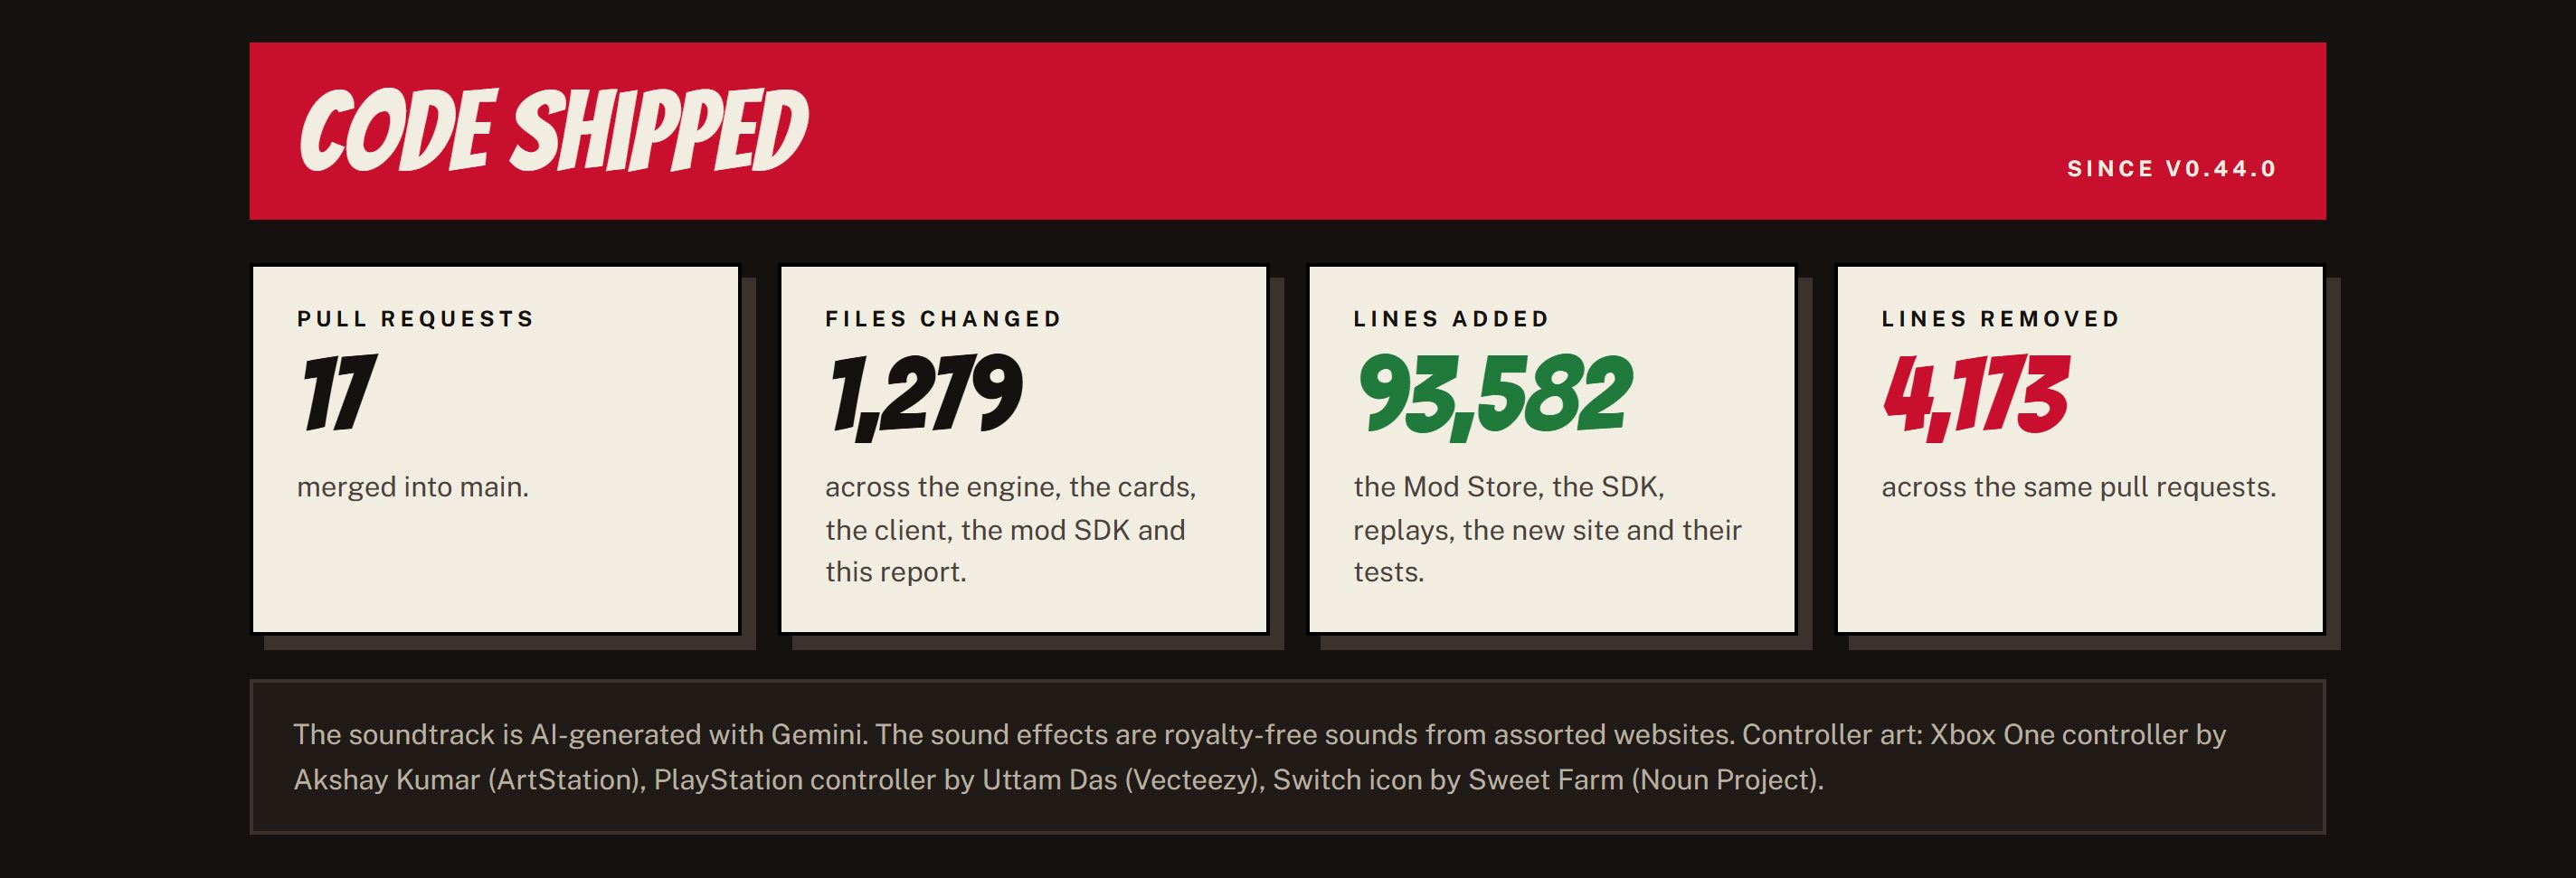 CODE SHIPPED
SINCE V0.44.0
PULL REQUESTS
17
merged into main.
FILES CHANGED
1,279
across the engine, the cards,
the client, the mod SDK and
this report.
LINES ADDED
93,582
the Mod Store, the SDK,
replays, the new site and their
tests.
LINES REMOVED
4,173
across the same pull requests.
The soundtrack is AI-generated with Gemini. The sound effects are royalty-free sounds from assorted websites. Controller art: Xbox One controller by
Akshay Kumar (ArtStation), PlayStation controller by Uttam Das (Vecteezy), Switch icon by Sweet Farm (Noun Project).